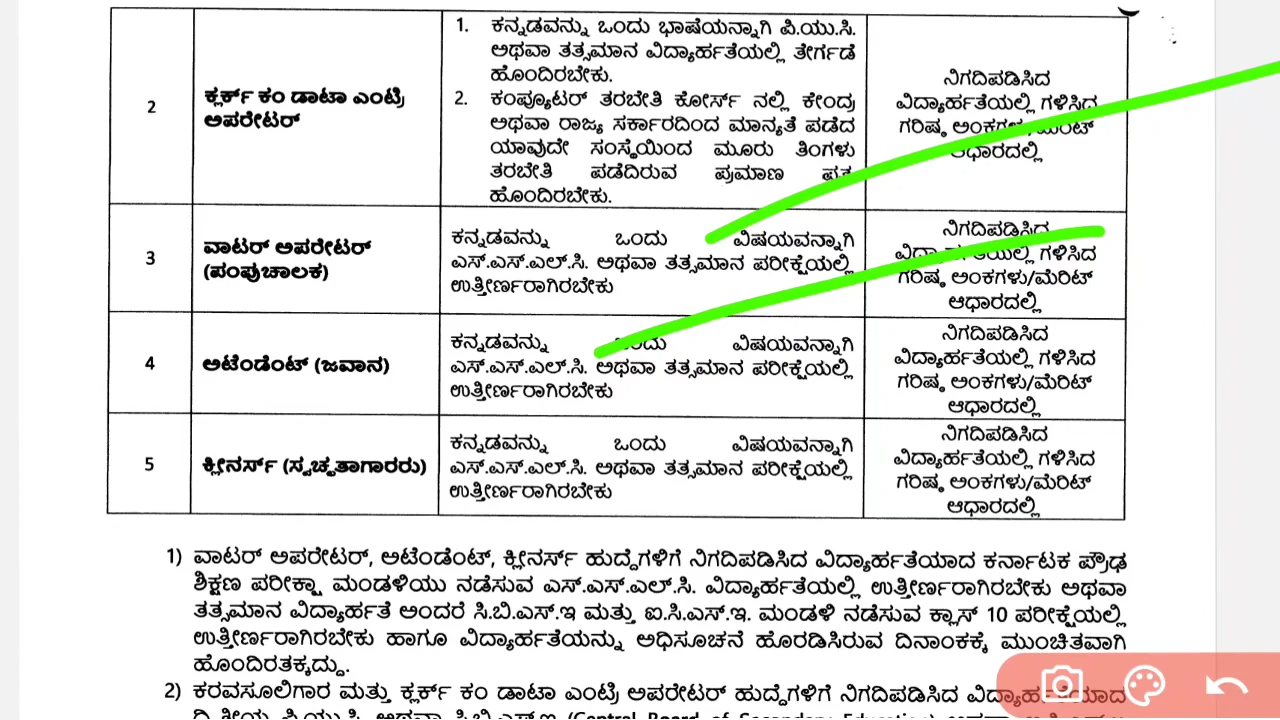 2
ಕ್ಲರ್ಕ್ ಕಂ ಡಾಟಾ ಎಂಟ್ರಿ
ಅಪರೇಟರ್
1. ಕನ್ನಡವನ್ನು ಒಂದು ಭಾಷೆಯನ್ನಾಗಿ ಪಿ.ಯು.ಸಿ.
ಅಥವಾ ತತ್ಸಮಾನ ವಿದ್ಯಾರ್ಹತೆಯಲ್ಲಿ ತೇರ್ಗಡೆ
ಹೊಂದಿರಬೇಕು.
2. ಕಂಪ್ಯೂಟರ್ ತರಬೇತಿ ಕೋರ್ಸ್ ನಲ್ಲಿ ಕೇಂದ್ರ
ಅಥವಾ ರಾಜ್ಯ ಸರ್ಕಾರದಿಂದ ಮಾನ್ಯತೆ ಪಡೆದ
ಯಾವುದೇ ಸಂಸ್ಥೆಯಿಂದ ಮೂರು ತಿಂಗಳು
ತರಬೇತಿ ಪಡೆದಿರುವ ಪ್ರಮಾಣ ಪತ್ರ
ಹೊಂದಿರಬೇಕು.
ನಿಗದಿಪಡಿಸಿದ
ವಿದ್ಯಾರ್ಹತೆಯಲ್ಲಿ ಗಳಿಸಿದ
ಗರಿಷ್ಠ ಅಂಕಗಳು/ಮೆರಿಟ್
ಆಧಾರದಲ್ಲಿ
3
ವಾಟರ್ ಅಪರೇಟರ್
(ಪಂಪುಚಾಲಕ)
ಕನ್ನಡವನ್ನು ಒಂದು ವಿಷಯವನ್ನಾಗಿ
ಎಸ್.ಎಸ್.ಎಲ್.ಸಿ. ಅಥವಾ ತತ್ಸಮಾನ ಪರೀಕ್ಷೆಯಲ್ಲಿ
ಉತ್ತೀರ್ಣರಾಗಿರಬೇಕು
ನಿಗದಿಪಡಿಸಿದ
ವಿದ್ಯಾರ್ಹತೆಯಲ್ಲಿ ಗಳಿಸಿದ
ಗರಿಷ್ಠ ಅಂಕಗಳು/ಮೆರಿಟ್
ಆಧಾರದಲ್ಲಿ
4
ಅಟೆಂಡೆಂಟ್ (ಜವಾನ)
ಕನ್ನಡವನ್ನು ಒಂದು ವಿಷಯವನ್ನಾಗಿ
ಎಸ್.ಎಸ್.ಎಲ್.ಸಿ. ಅಥವಾ ತತ್ಸಮಾನ ಪರೀಕ್ಷೆಯಲ್ಲಿ
ಉತ್ತೀರ್ಣರಾಗಿರಬೇಕು
ನಿಗದಿಪಡಿಸಿದ
ವಿದ್ಯಾರ್ಹತೆಯಲ್ಲಿ ಗಳಿಸಿದ
ಗರಿಷ್ಠ ಅಂಕಗಳು/ಮೆರಿಟ್
ಆಧಾರದಲ್ಲಿ
5
ಕ್ಲೀನರ್ಸ್ (ಸ್ವಚ್ಛತಾಗಾರರು)
ಕನ್ನಡವನ್ನು ಒಂದು ವಿಷಯವನ್ನಾಗಿ
ಎಸ್.ಎಸ್.ಎಲ್.ಸಿ. ಅಥವಾ ತತ್ಸಮಾನ ಪರೀಕ್ಷೆಯಲ್ಲಿ
ಉತ್ತೀರ್ಣರಾಗಿರಬೇಕು
ನಿಗದಿಪಡಿಸಿದ
ವಿದ್ಯಾರ್ಹತೆಯಲ್ಲಿ ಗಳಿಸಿದ
ಗರಿಷ್ಠ ಅಂಕಗಳು/ಮೆರಿಟ್
ಆಧಾರದಲ್ಲಿ
1) ವಾಟರ್ ಅಪರೇಟರ್, ಅಟೆಂಡೆಂಟ್, ಕ್ಲೀನರ್ಸ್ ಹುದ್ದೆಗಳಿಗೆ ನಿಗದಿಪಡಿಸಿದ ವಿದ್ಯಾರ್ಹತೆಯಾದ ಕರ್ನಾಟಕ ಪ್ರೌಢ
ಶಿಕ್ಷಣ ಪರೀಕ್ಷಾ ಮಂಡಳಿಯು ನಡೆಸುವ ಎಸ್.ಎಸ್.ಎಲ್.ಸಿ. ವಿದ್ಯಾರ್ಹತೆಯಲ್ಲಿ ಉತ್ತೀರ್ಣರಾಗಿರಬೇಕು ಅಥವಾ
ತತ್ಸಮಾನ ವಿದ್ಯಾರ್ಹತೆ ಅಂದರೆ ಸಿ.ಬಿ.ಎಸ್.ಇ ಮತ್ತು ಐ.ಸಿ.ಎಸ್.ಇ. ಮಂಡಳಿ ನಡೆಸುವ ಕ್ಲಾಸ್ 10 ಪರೀಕ್ಷೆಯಲ್ಲಿ
ಉತ್ತೀರ್ಣರಾಗಿರಬೇಕು ಹಾಗೂ ವಿದ್ಯಾರ್ಹತೆಯನ್ನು ಅಧಿಸೂಚನೆ ಹೊರಡಿಸಿರುವ ದಿನಾಂಕಕ್ಕೆ ಮುಂಚಿತವಾಗಿ
ಹೊಂದಿರತಕ್ಕದ್ದು.
2) ಕರವಸೂಲಿಗಾರ ಮತ್ತು ಕ್ಲರ್ಕ್ ಕಂ ಡಾಟಾ ಎಂಟ್ರಿ ಅಪರೇಟರ್ ಹುದ್ದೆಗಳಿಗೆ ನಿಗದಿಪಡಿಸಿದ ವಿದ್ಯಾರ್ಹತೆಯಾದ